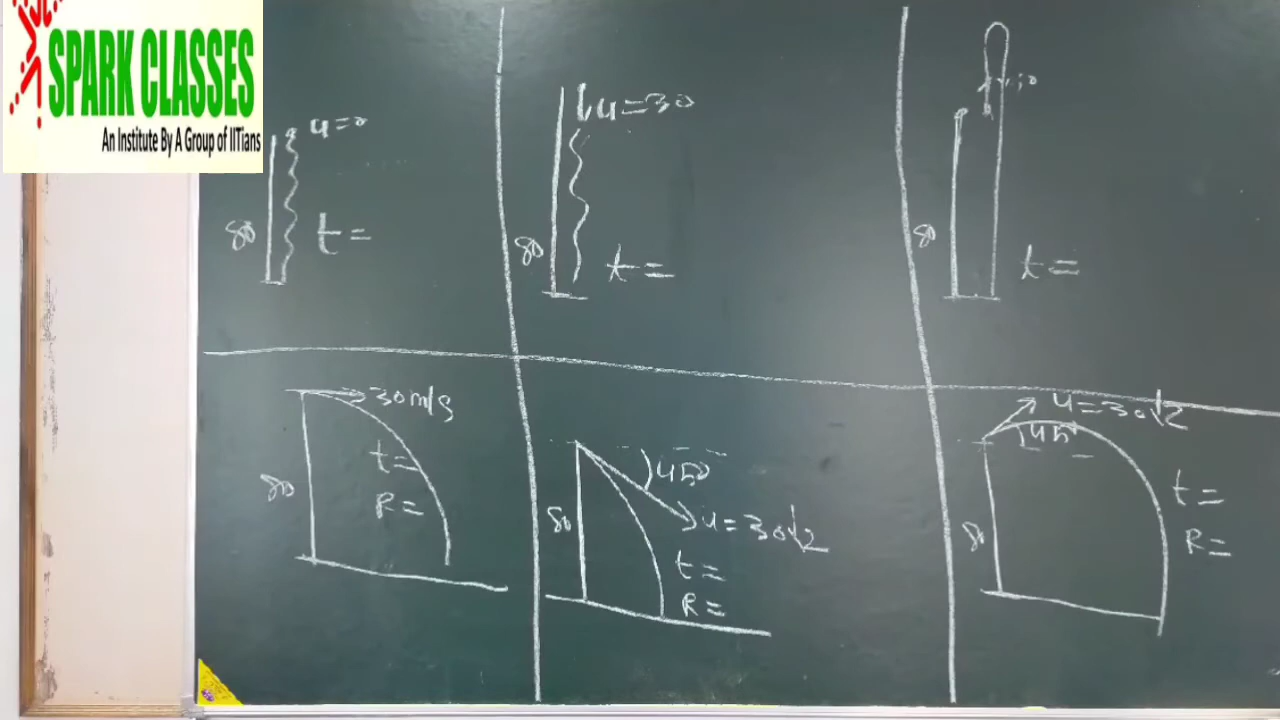 SPARK CLASSES
An Institute By A Group of IITians
u=0
80
t=
u=30
80
t=
80
t=
30m/s
80
t=
R=
45°
80
u=30√2
t=
R=
u=30√2
45°
80
t=
R=